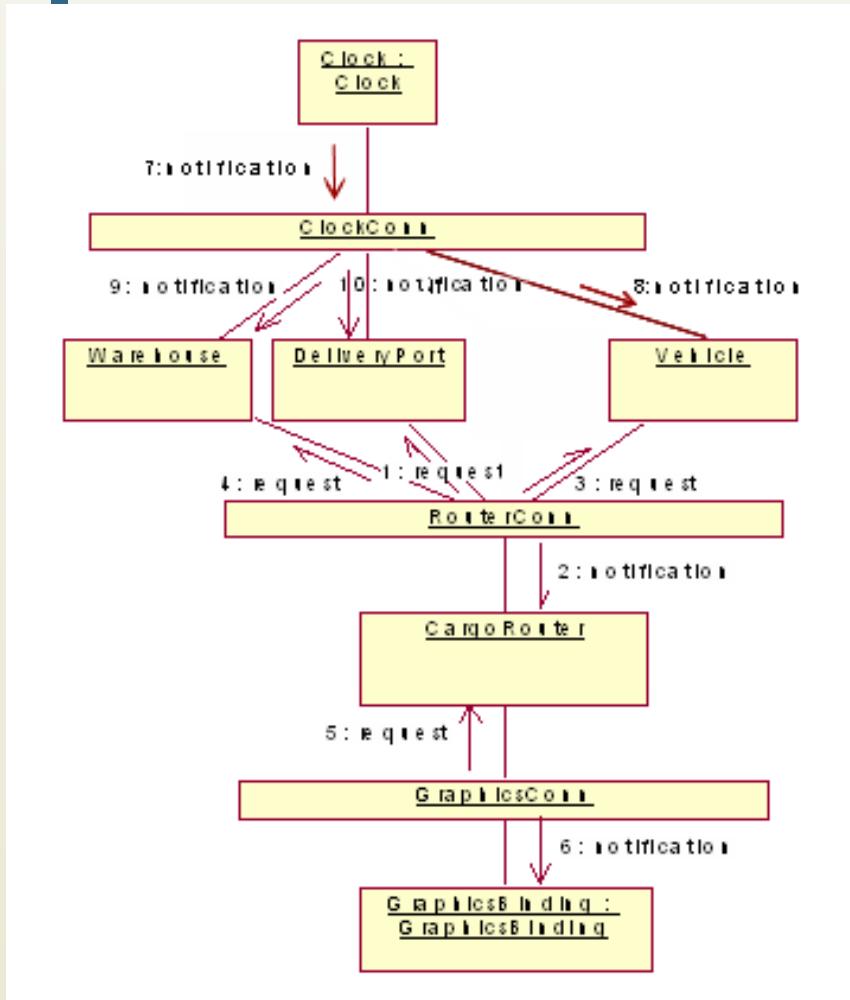 Clock :
Clock
7:notification
ClockConn
9: notification
10: notification
8:notification
Warehouse
DeliveryPort
Vehicle
4: request
1: request
3: request
RouterConn
2: notification
CargoRouter
5: request
GraphicsConn
6: notification
GraphicsBinding :
GraphicsBinding